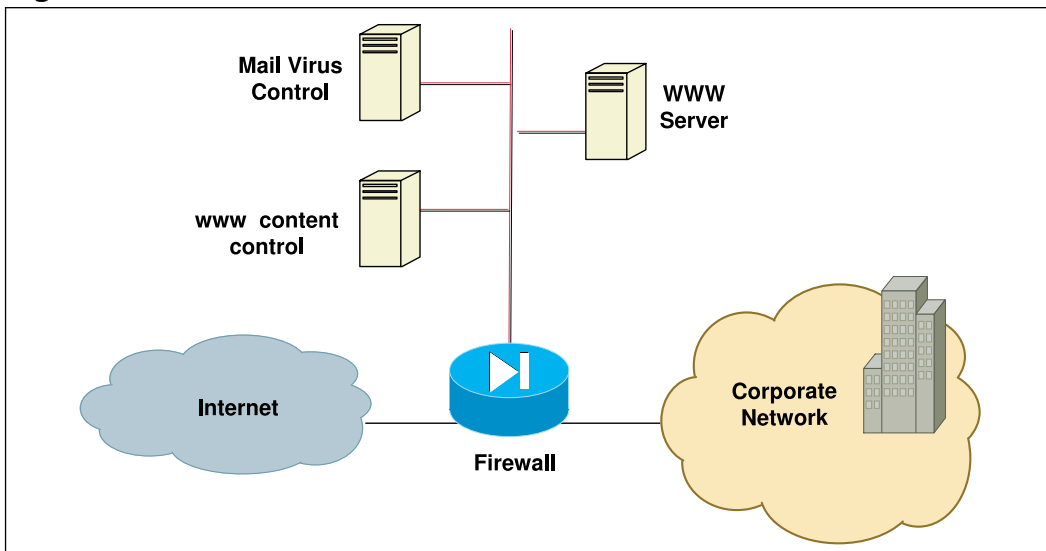 Mail Virus
Control
WWW
Server
www content
control
Internet
Corporate
Network
Firewall